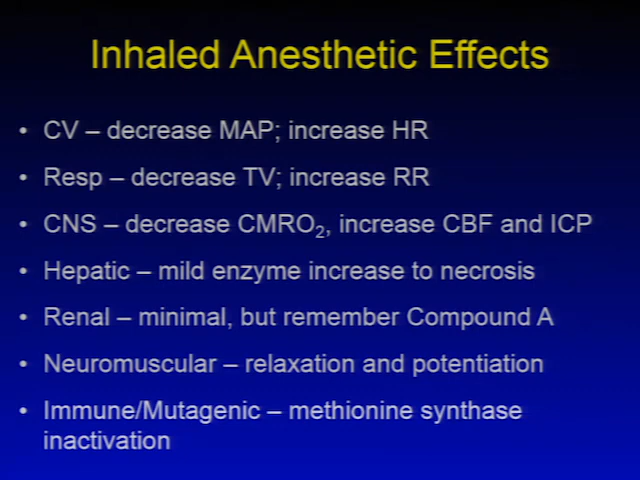 Inhaled Anesthetic Effects
• CV – decrease MAP; increase HR
• Resp – decrease TV; increase RR
• CNS – decrease CMRO₂, increase CBF and ICP
• Hepatic – mild enzyme increase to necrosis
• Renal – minimal, but remember Compound A
• Neuromuscular – relaxation and potentiation
• Immune/Mutagenic – methionine synthase
inactivation